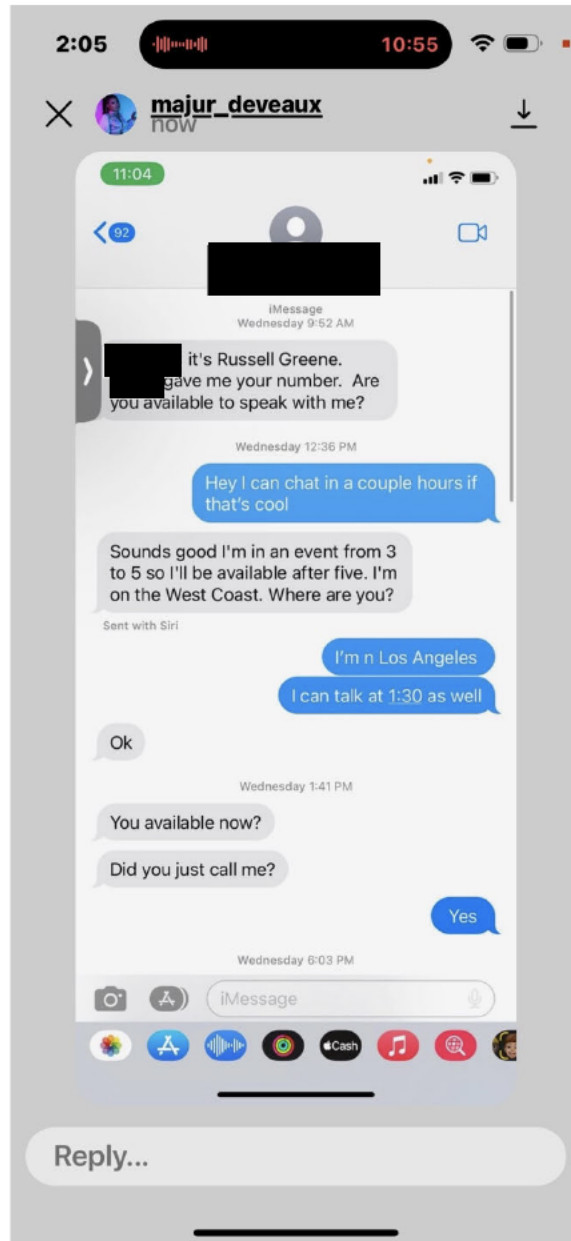 2:05 10:55
majur_deveaux
now
11:04
92
iMessage
Wednesday 9:52 AM
it's Russell Greene.
gave me your number. Are
you available to speak with me?
Wednesday 12:36 PM
Hey I can chat in a couple hours if
that's cool
Sounds good I'm in an event from 3
to 5 so I'll be available after five. I'm
on the West Coast. Where are you?
Sent with Siri
I'm n Los Angeles
I can talk at 1:30 as well
Ok
Wednesday 1:41 PM
You available now?
Did you just call me?
Yes
Wednesday 6:03 PM
iMessage
Cash
Reply...